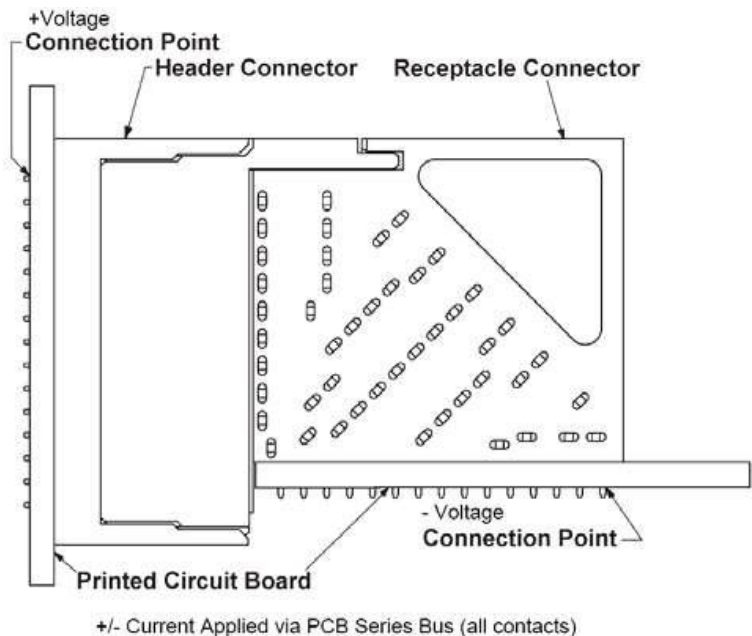 +Voltage
Connection Point
Header Connector
Receptacle Connector
- Voltage
Connection Point
Printed Circuit Board
+/- Current Applied via PCB Series Bus (all contacts)